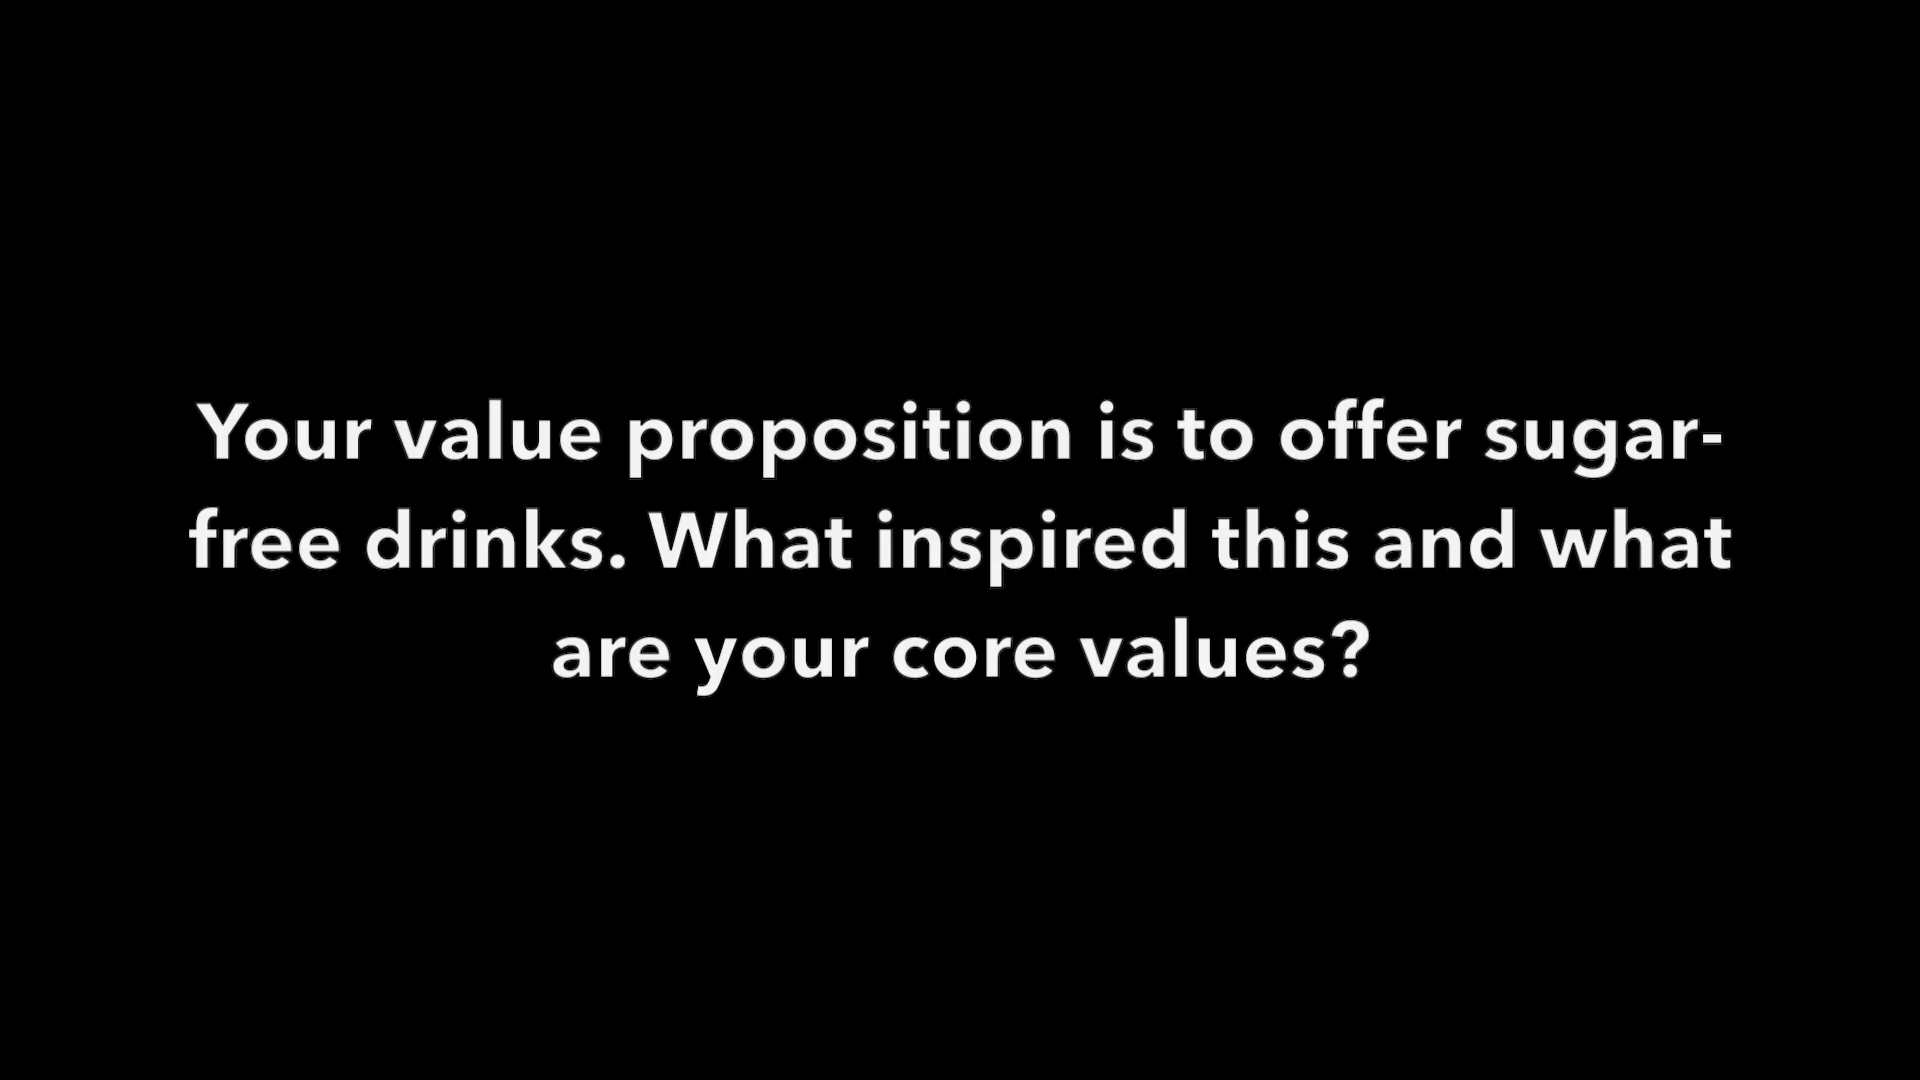 Your value proposition is to offer sugar-
free drinks. What inspired this and what
are your core values?